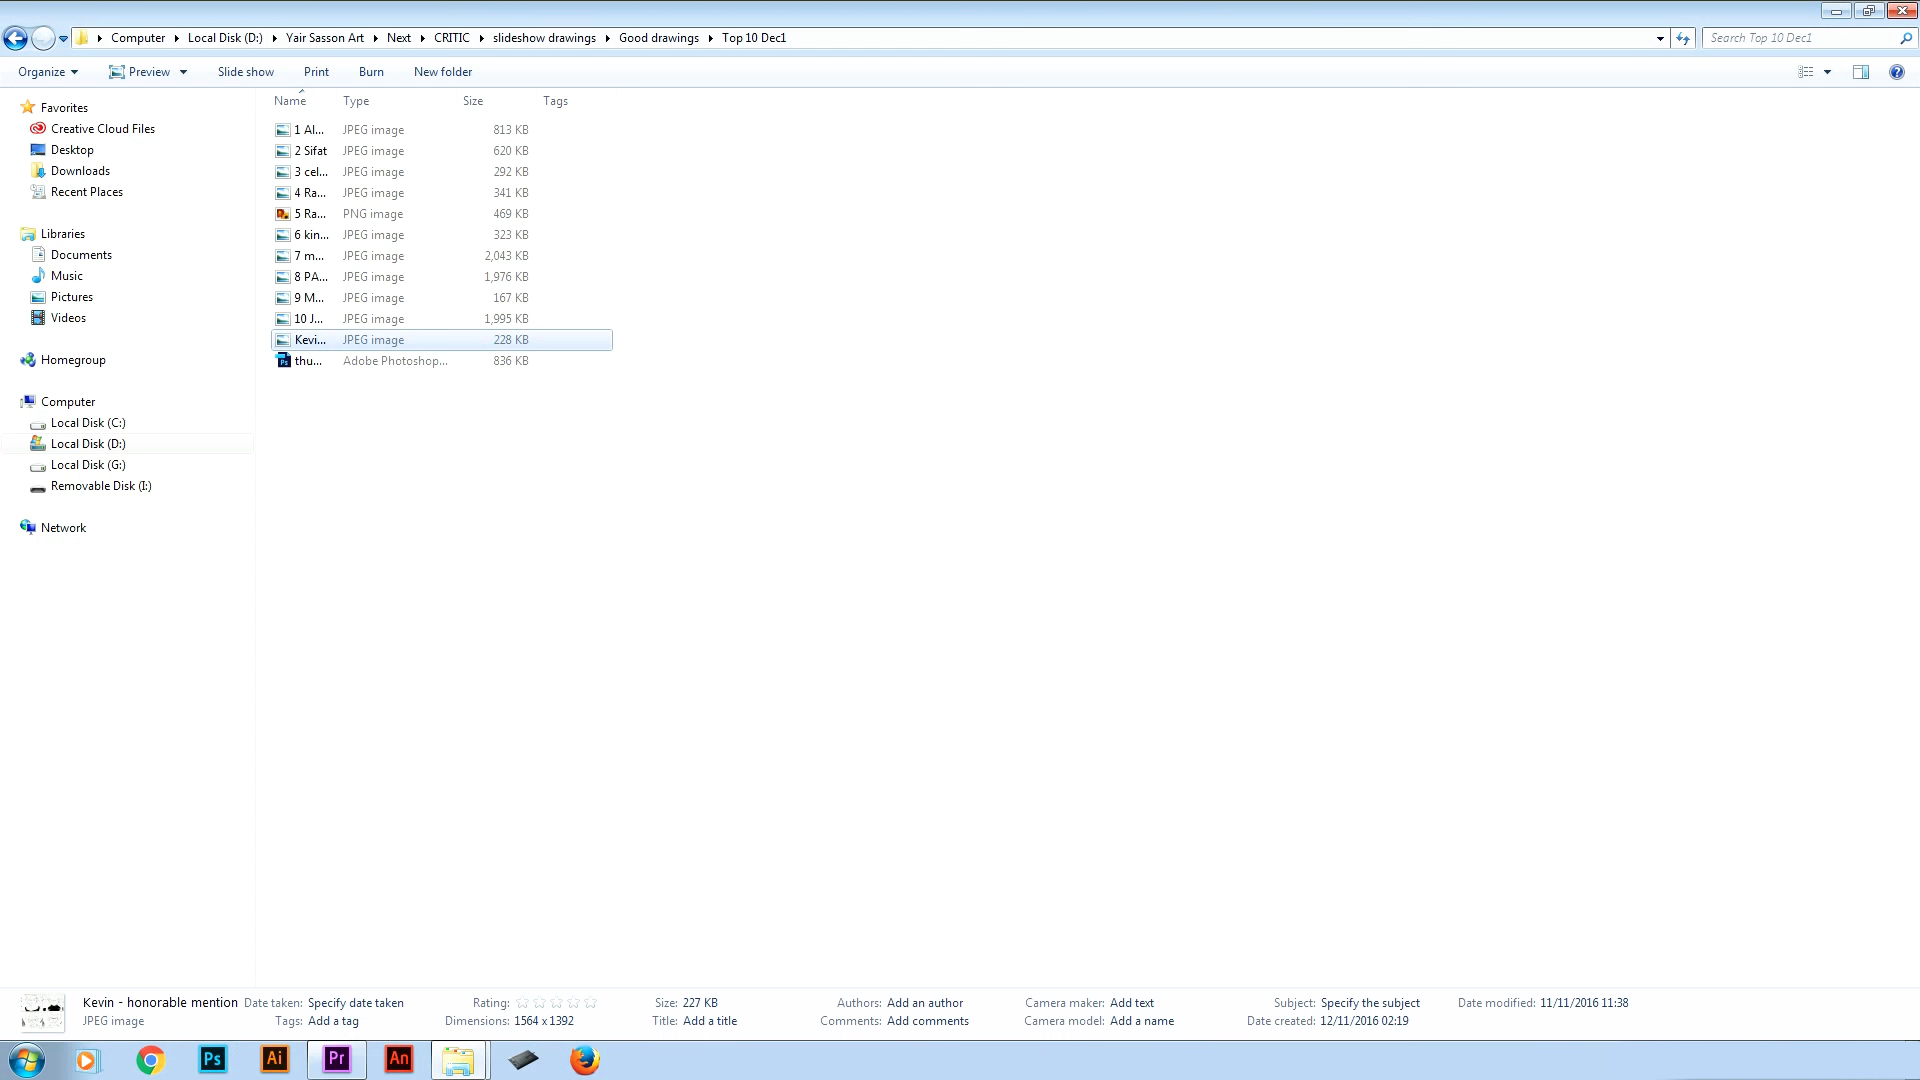 Computer Local Disk (D:) Yair Sasson Art Next CRITIC slideshow drawings Good drawings Top 10 Dec1 Search Top 10 Dec1
Organize Preview Slide show Print Burn New folder
Name Type Size Tags
Favorites
Creative Cloud Files
Desktop
Downloads
Recent Places
Libraries
Documents
Music
Pictures
Videos
Homegroup
Computer
Local Disk (C:)
Local Disk (D:)
Local Disk (G:)
Removable Disk (I:)
Network
1 Al... JPEG image 813 KB
2 Sifat JPEG image 620 KB
3 cel... JPEG image 292 KB
4 Ra... JPEG image 341 KB
5 Ra... PNG image 469 KB
6 kin... JPEG image 323 KB
7 m... JPEG image 2,043 KB
8 PA... JPEG image 1,976 KB
9 M... JPEG image 167 KB
10 J... JPEG image 1,995 KB
Kevi... JPEG image 228 KB
thu... Adobe Photoshop... 836 KB
Kevin - honorable mention Date taken: Specify date taken Rating: Size: 227 KB Authors: Add an author Camera maker: Add text Subject: Specify the subject Date modified: 11/11/2016 11:38
JPEG image Tags: Add a tag Dimensions: 1564 x 1392 Title: Add a title Comments: Add comments Camera model: Add a name Date created: 12/11/2016 02:19
Ps Ai Pr An